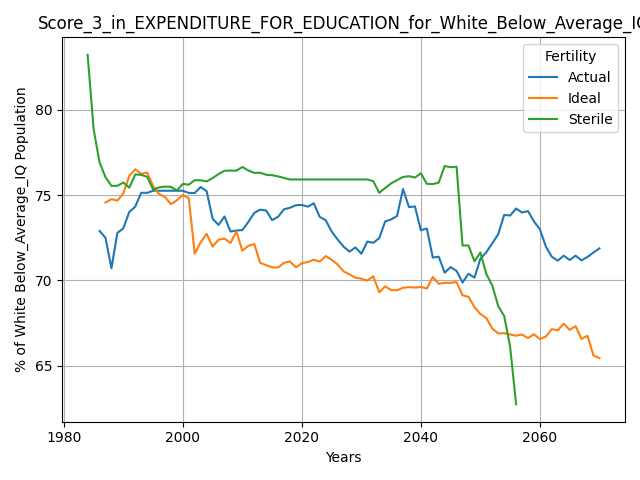 Score_3_in_EXPENDITURE_FOR_EDUCATION_for_White_Below_Average_IQ
% of White Below_Average_IQ Population
80
75
70
65
Fertility
Actual
Ideal
Sterile
1980 2000 2020 2040 2060
Years